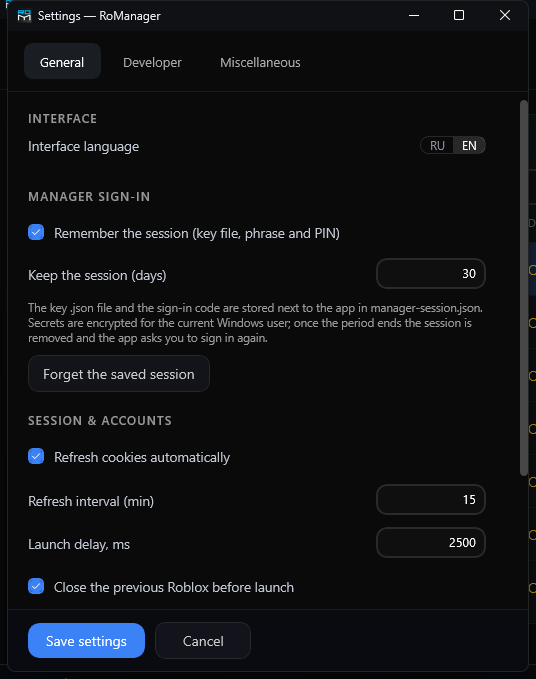 Settings — RoManager
General
Developer
Miscellaneous
INTERFACE
Interface language
RU
EN
MANAGER SIGN-IN
Remember the session (key file, phrase and PIN)
Keep the session (days)
30
The key .json file and the sign-in code are stored next to the app in manager-session.json.
Secrets are encrypted for the current Windows user; once the period ends the session is
removed and the app asks you to sign in again.
Forget the saved session
SESSION & ACCOUNTS
Refresh cookies automatically
Refresh interval (min)
15
Launch delay, ms
2500
Close the previous Roblox before launch
Save settings
Cancel